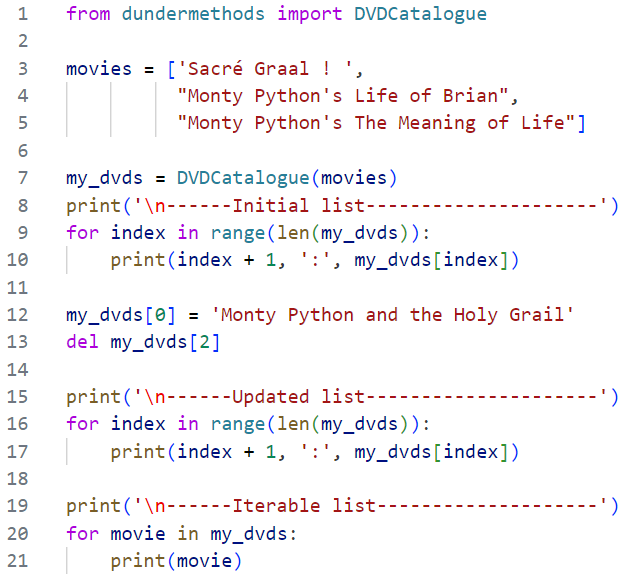 1 from dundermethods import DVDCatalogue
2
3 movies = ['Sacré Graal ! ',
4           "Monty Python's Life of Brian",
5           "Monty Python's The Meaning of Life"]
6
7 my_dvds = DVDCatalogue(movies)
8 print('\n------Initial list---------------------')
9 for index in range(len(my_dvds)):
10     print(index + 1, ':', my_dvds[index])
11
12 my_dvds[0] = 'Monty Python and the Holy Grail'
13 del my_dvds[2]
14
15 print('\n------Updated list---------------------')
16 for index in range(len(my_dvds)):
17     print(index + 1, ':', my_dvds[index])
18
19 print('\n------Iterable list--------------------')
20 for movie in my_dvds:
21     print(movie)